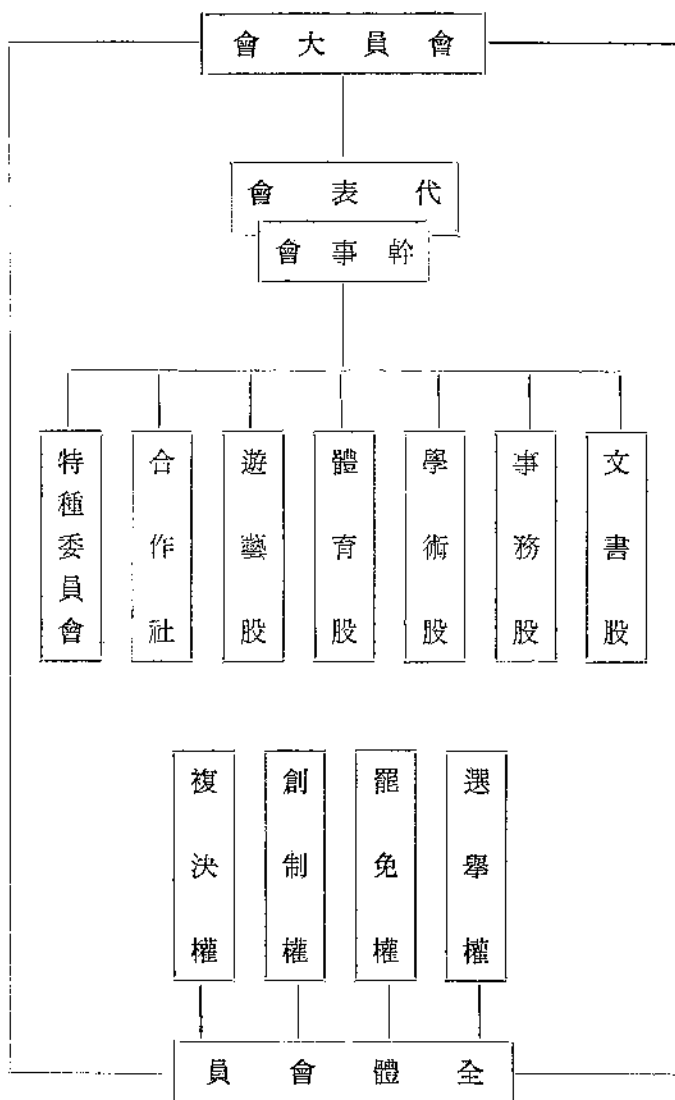 會員大會
代表會
幹事會
文書股
事務股
學術股
體育股
遊藝股
合作社
特種委員會
選舉權
罷免權
創制權
複決權
全體會員